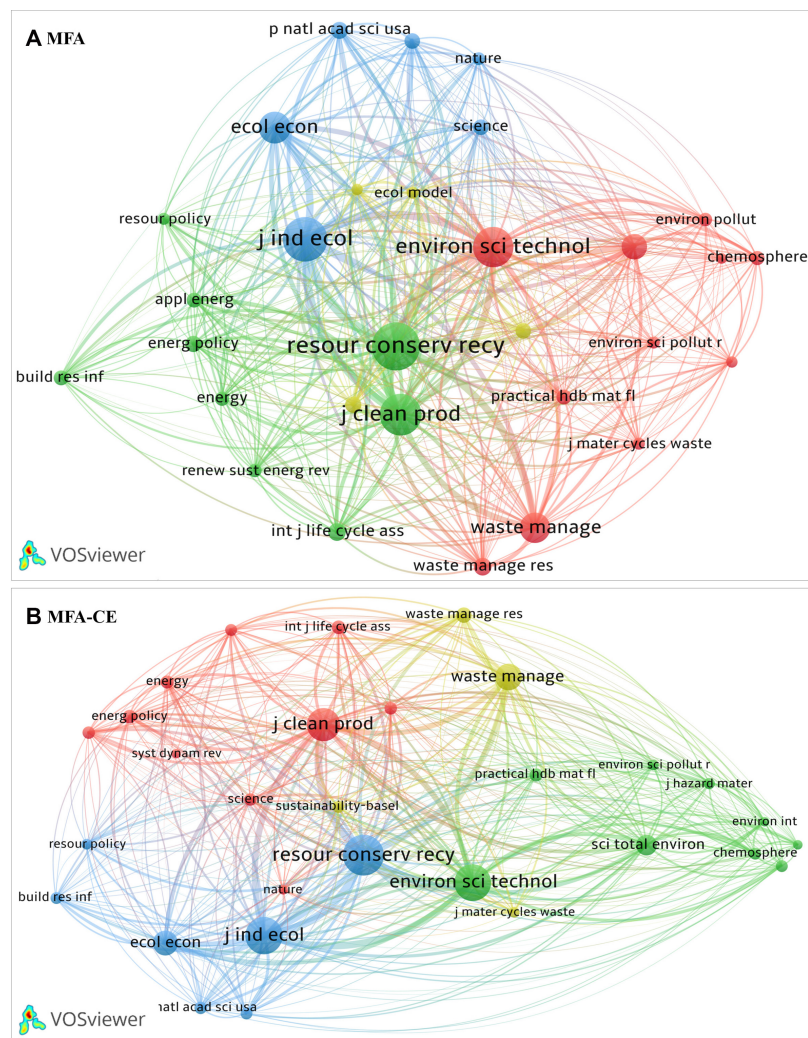 A MFA
p natl acad sci usa
nature
ecol econ
science
ecol model
resour policy
environ pollut
j ind ecol
environ sci technol
chemosphere
appl energ
energ policy
resour conserv recy
environ sci pollut r
build res inf
energy
practical hdb mat fl
j clean prod
j mater cycles waste
renew sust energ rev
int j life cycle ass
waste manage
VOSviewer
waste manage res
B MFA-CE
waste manage res
int j life cycle ass
energy
waste manage
energ policy
j clean prod
syst dynam rev
environ sci pollut r
practical hdb mat fl
j hazard mater
science
sustainability-basel
environ int
resour policy
sci total environ
resour conserv recy
chemosphere
environ sci technol
nature
build res inf
j mater cycles waste
j ind ecol
ecol econ
natl acad sci usa
VOSviewer